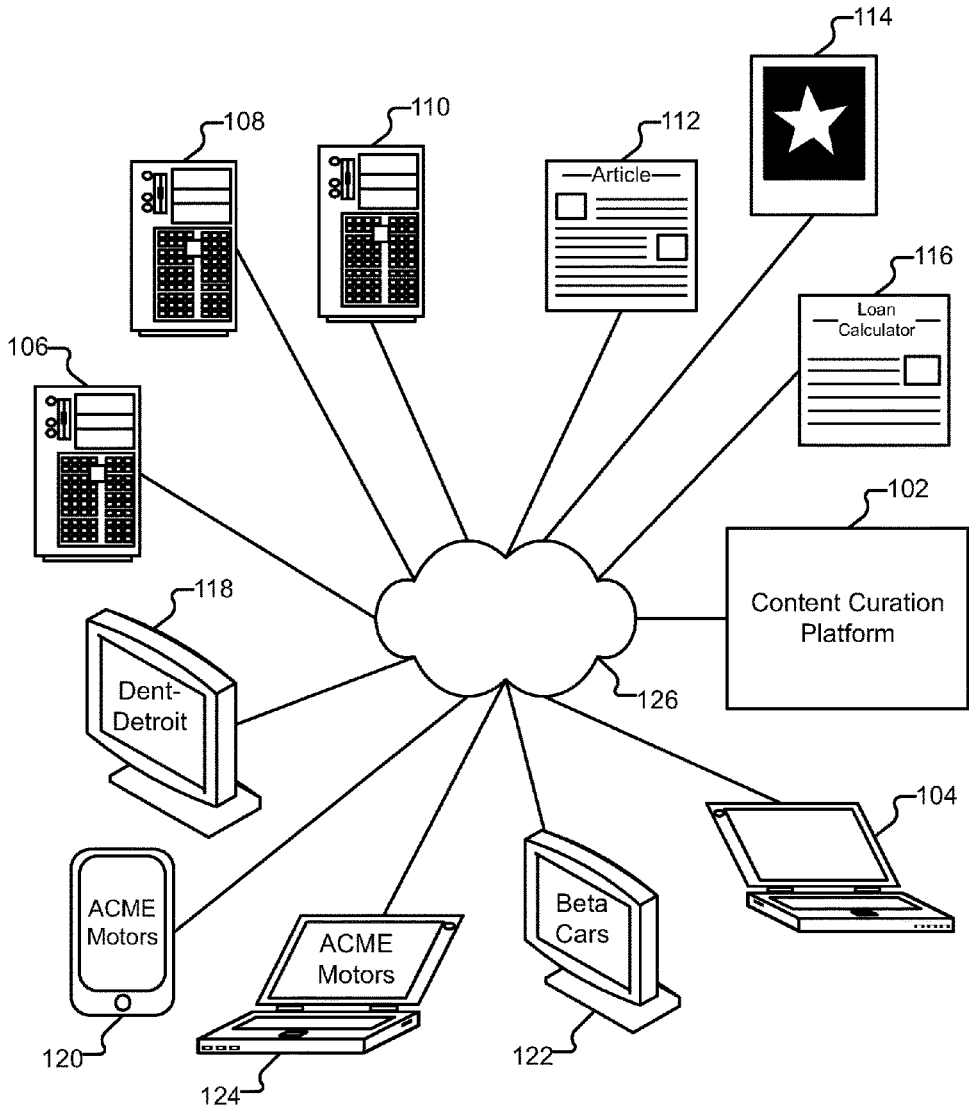 114
108
110
112
Article
116
Loan
Calculator
106
102
118
Content Curation
Platform
Dent-
Detroit
126
104
ACME
Motors
Beta
Cars
ACME
Motors
120
122
124